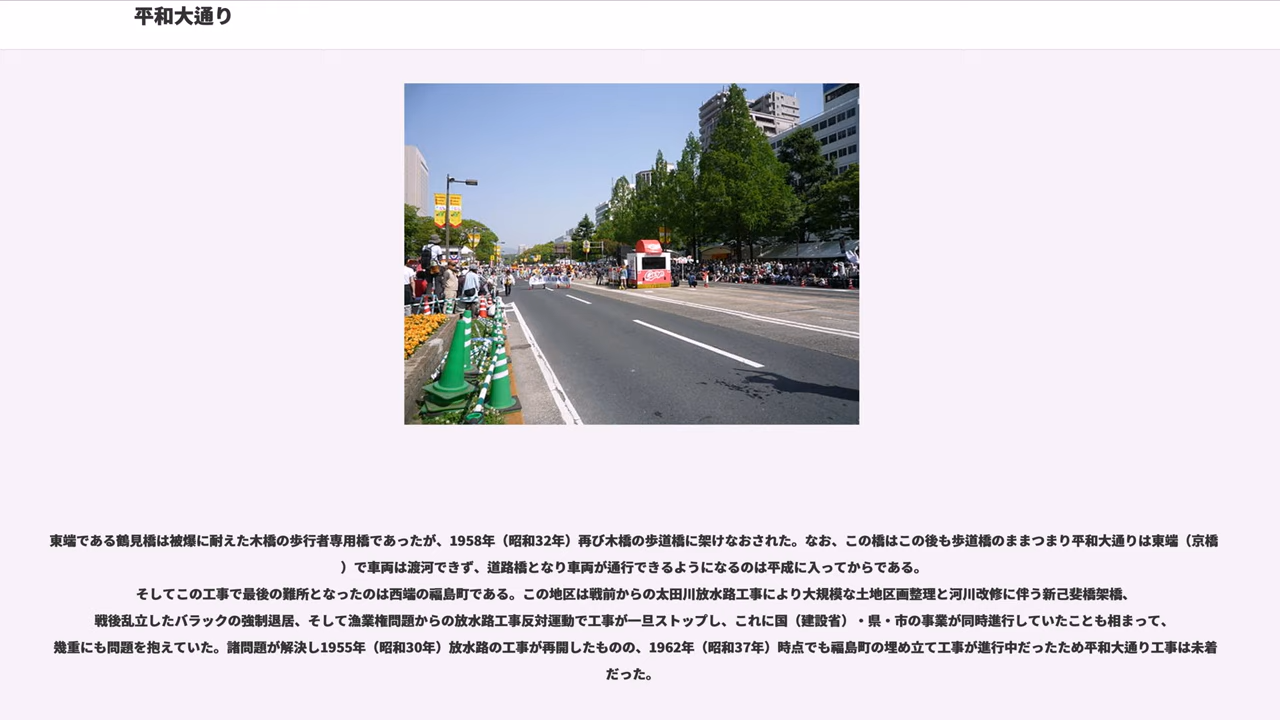 平和大通り
東端である鶴見橋は被爆に耐えた木橋の歩行者専用橋であったが、1958年（昭和32年）再び木橋の歩道橋に架けなおされた。なお、この橋はこの後も歩道橋のままつまり平和大通りは東端（京橋
）で車両は渡河できず、道路橋となり車両が通行できるようになるのは平成に入ってからである。
そしてこの工事で最後の難所となったのは西端の福島町である。この地区は戦前からの太田川放水路工事により大規模な土地区画整理と河川改修に伴う新己斐橋架橋、
戦後乱立したバラックの強制退居、そして漁業権問題からの放水路工事反対運動で工事が一旦ストップし、これに国（建設省）・県・市の事業が同時進行していたことも相まって、
幾重にも問題を抱えていた。諸問題が解決し1955年（昭和30年）放水路の工事が再開したものの、1962年（昭和37年）時点でも福島町の埋め立て工事が進行中だったため平和大通り工事は未着
だった。